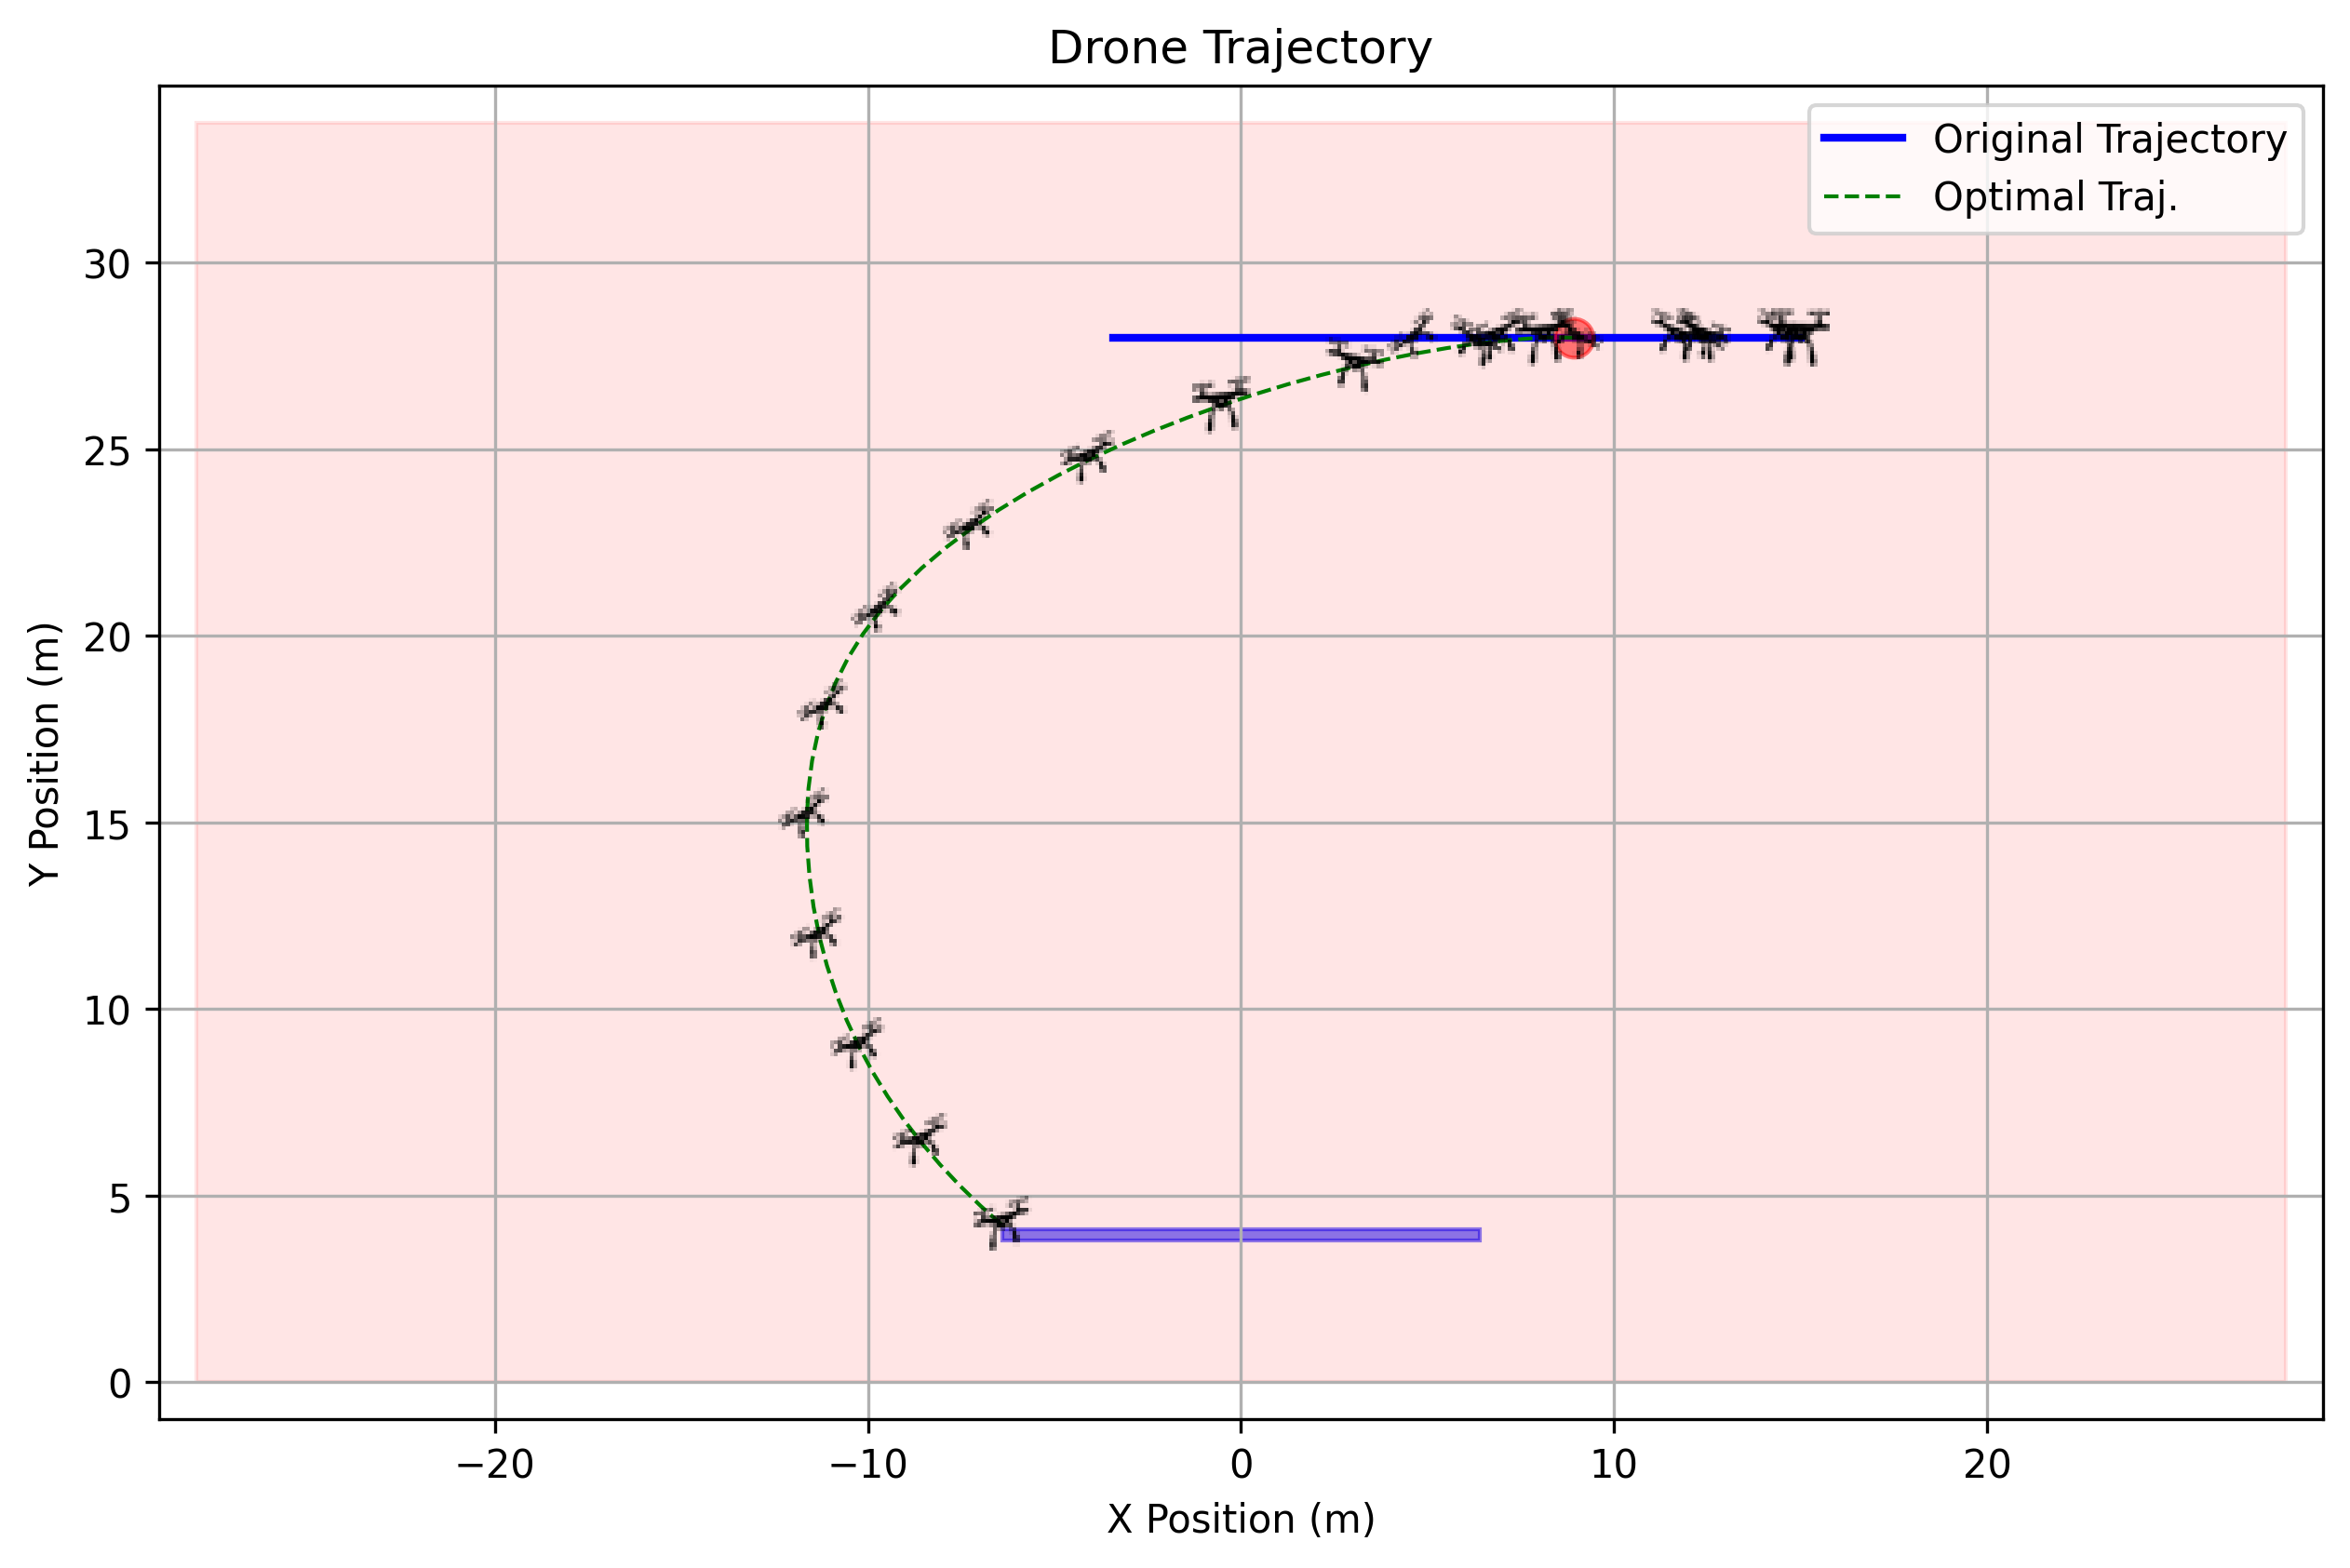 Drone Trajectory
Original Trajectory
Optimal Traj.
30
25
20
15
10
5
0
Y Position (m)
−20
−10
0
10
20
X Position (m)